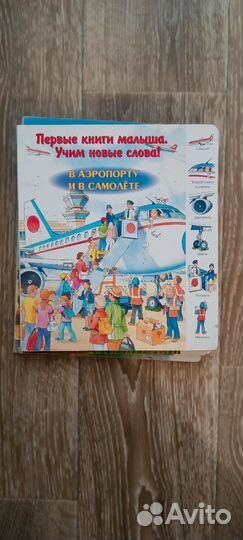 Первые книги малыша.
Учим новые слова!
В АЭРОПОРТУ
И В САМОЛЁТЕ
Avito